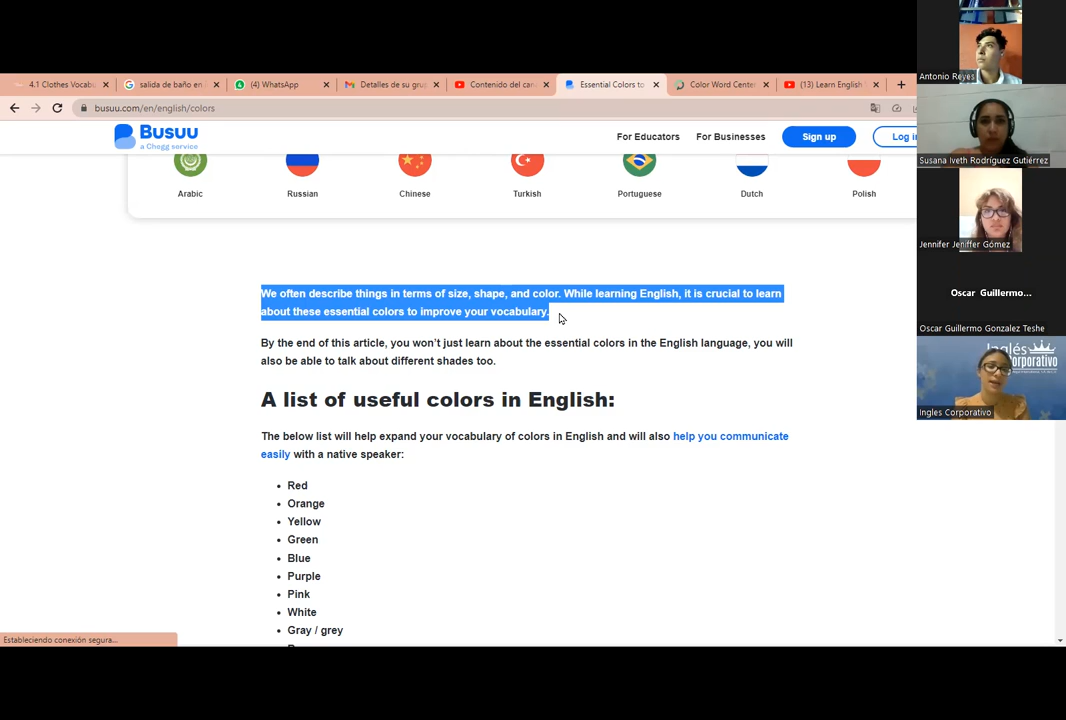 4.1 Clothes Vocabu
salida de baño en
(4) WhatsApp
Detalles de su gru
Contenido del ca
Essential Colors to
Color Word Cente
(13) Learn English
busuu.com/en/english/colors
Busuu
a Chegg service
For Educators
For Businesses
Sign up
Log in
Arabic
Russian
Chinese
Turkish
Portuguese
Dutch
Polish
We often describe things in terms of size, shape, and color. While learning English, it is crucial to learn
about these essential colors to improve your vocabulary.
By the end of this article, you won’t just learn about the essential colors in the English language, you will
also be able to talk about different shades too.
A list of useful colors in English:
The below list will help expand your vocabulary of colors in English and will also help you communicate
easily with a native speaker:
Red
Orange
Yellow
Green
Blue
Purple
Pink
White
Gray / grey
Estableciendo conexión segura...
Antonio Reyes
Susana Iveth Rodríguez Gutiérrez
Jennifer Jeniffer Gómez
Oscar Guillermo...
Oscar Guillermo Gonzalez Teshe
Inglés
Corporativo
Ingles Corporativo